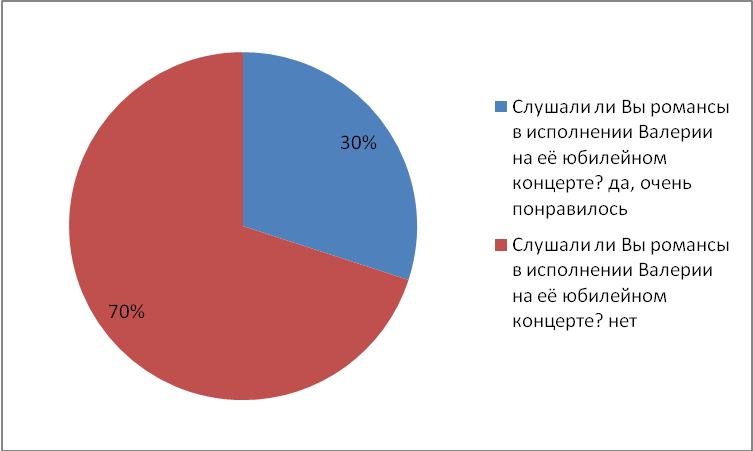 30%
70%
Слушали ли Вы романсы
в исполнении Валерии
на её юбилейном
концерте? да, очень
понравилось
Слушали ли Вы романсы
в исполнении Валерии
на её юбилейном
концерте? нет